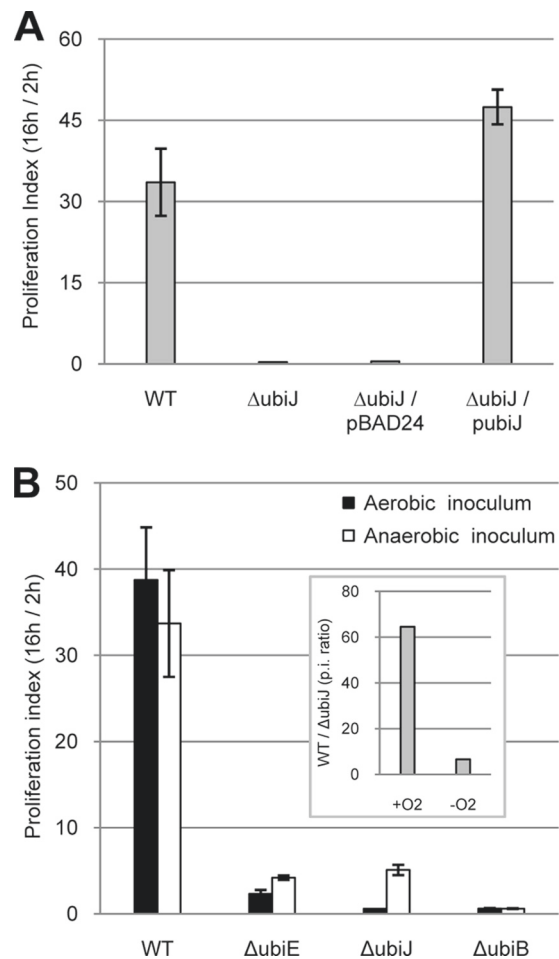 A
Proliferation Index (16h / 2h)
60
45
30
15
0
WT
ΔubiJ
ΔubiJ /
pBAD24
ΔubiJ /
pubiJ
B
Proliferation index (16h / 2h)
50
40
30
20
10
0
Aerobic inoculum
Anaerobic inoculum
WT / ΔubiJ (p.i. ratio)
80
60
40
20
0
+O2
-O2
WT
ΔubiE
ΔubiJ
ΔubiB